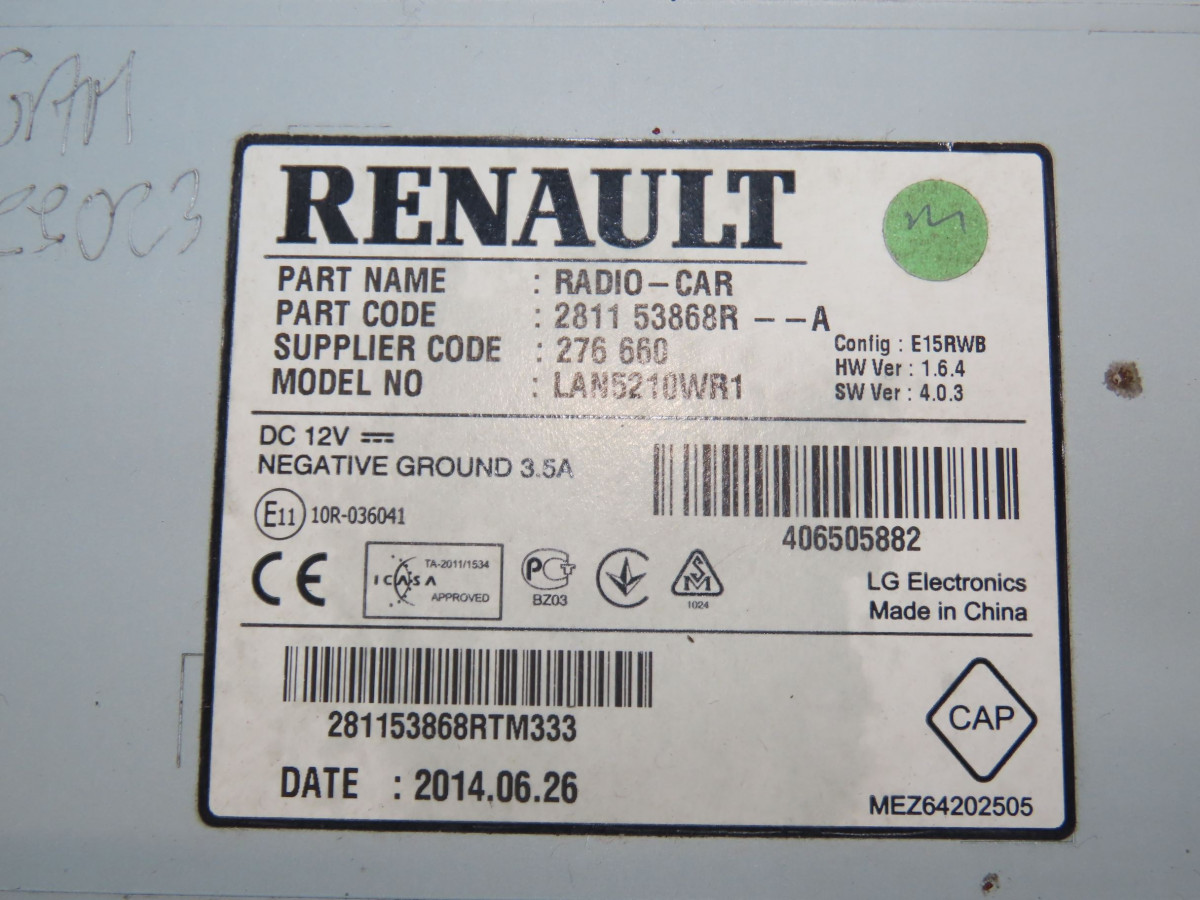 RENAULT
PART NAME : RADIO-CAR
PART CODE : 2811 53868R --A
SUPPLIER CODE : 276 660
MODEL NO : LAN5210WR1
Config : E15RWB
HW Ver : 1.6.4
SW Ver : 4.0.3
DC 12V
NEGATIVE GROUND 3.5A
E11 10R-036041
406505882
CE
ICASA
TA-2011/1534
APPROVED
PCT
BZ03
SM
1024
LG Electronics
Made in China
281153868RTM333
CAP
DATE : 2014.06.26
MEZ64202505